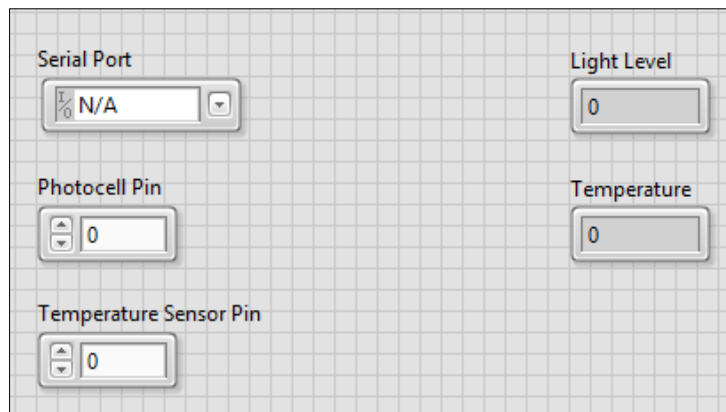 Serial Port
I/O N/A
Photocell Pin
0
Temperature Sensor Pin
0
Light Level
0
Temperature
0